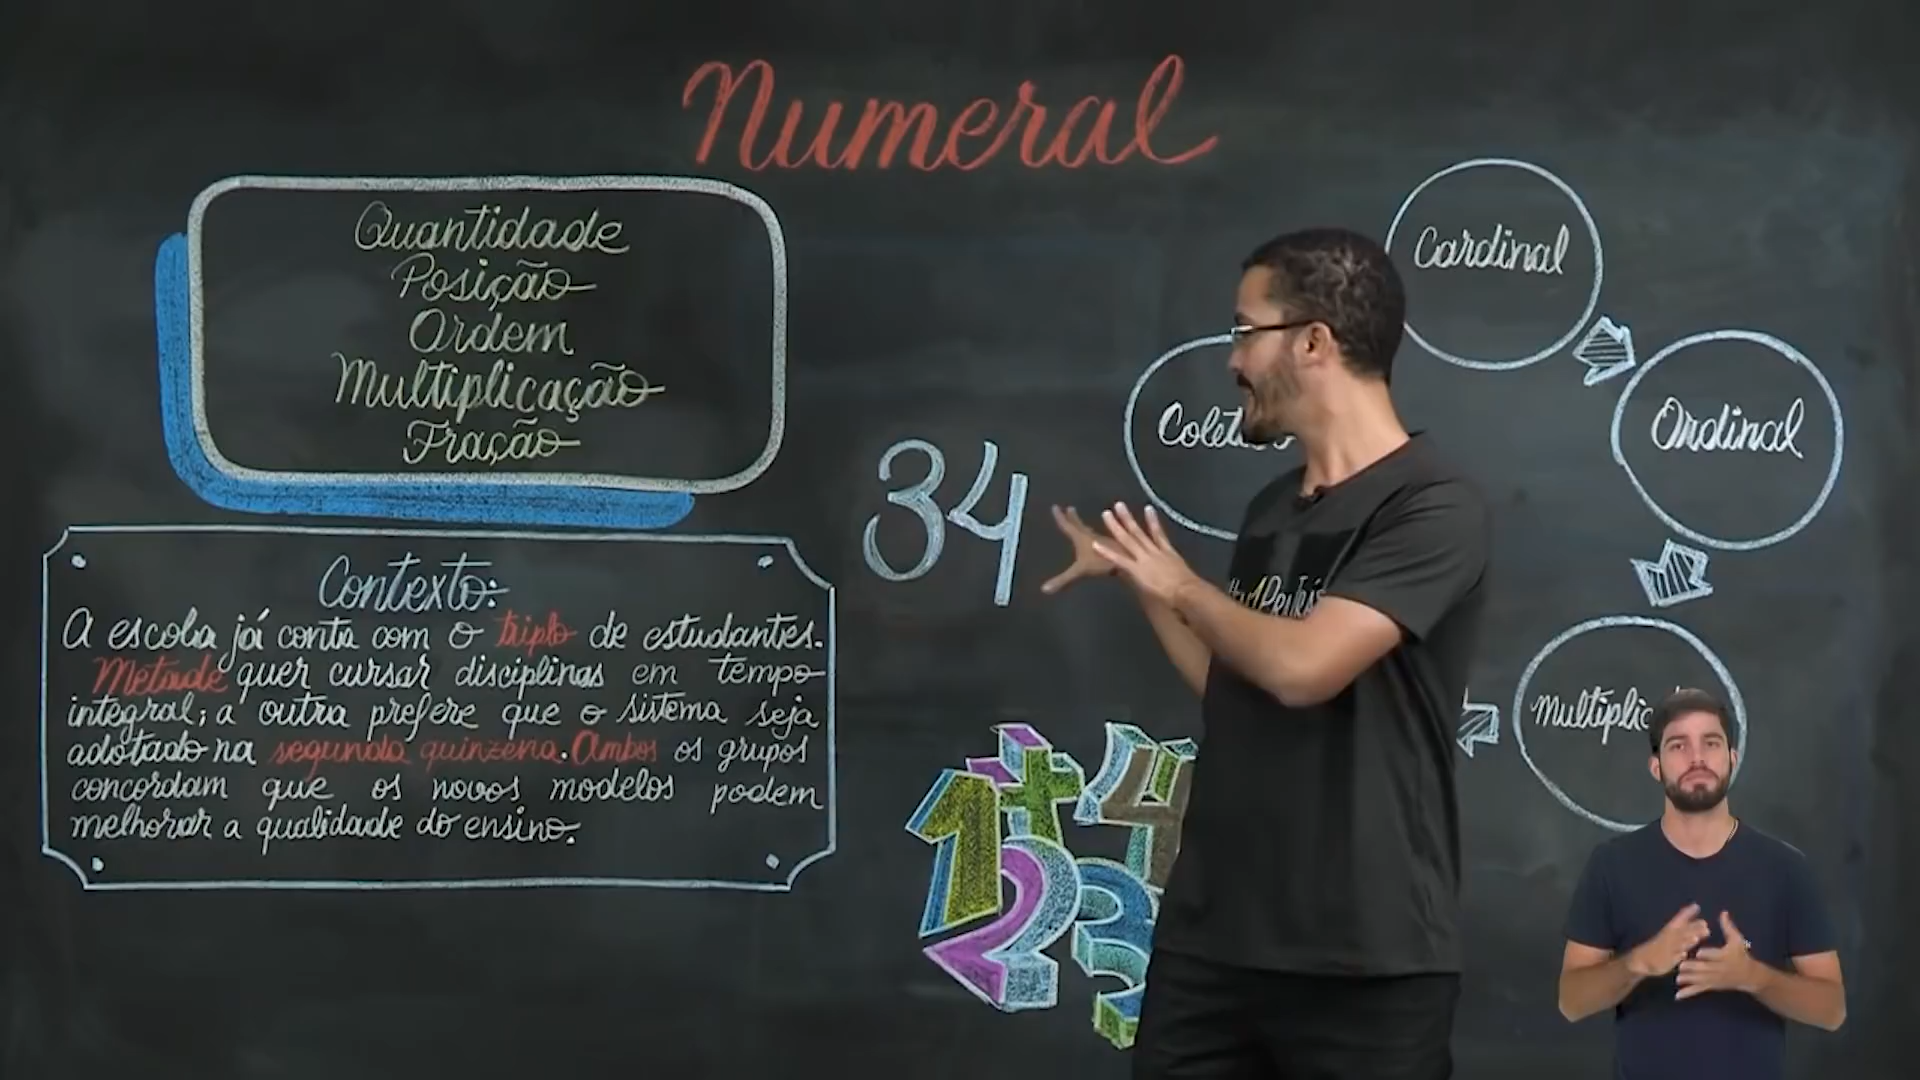 Numeral
Quantidade
Posição
Ordem
Multiplicação
Fração
Contexto:
A escola já conta com o triplo de estudantes.
Metade quer cursar disciplinas em tempo
integral; a outra prefere que o sistema seja
adotado na segunda quinzena. Ambos os grupos
concordam que os novos modelos podem
melhorar a qualidade do ensino.
34
Cardinal
Ordinal